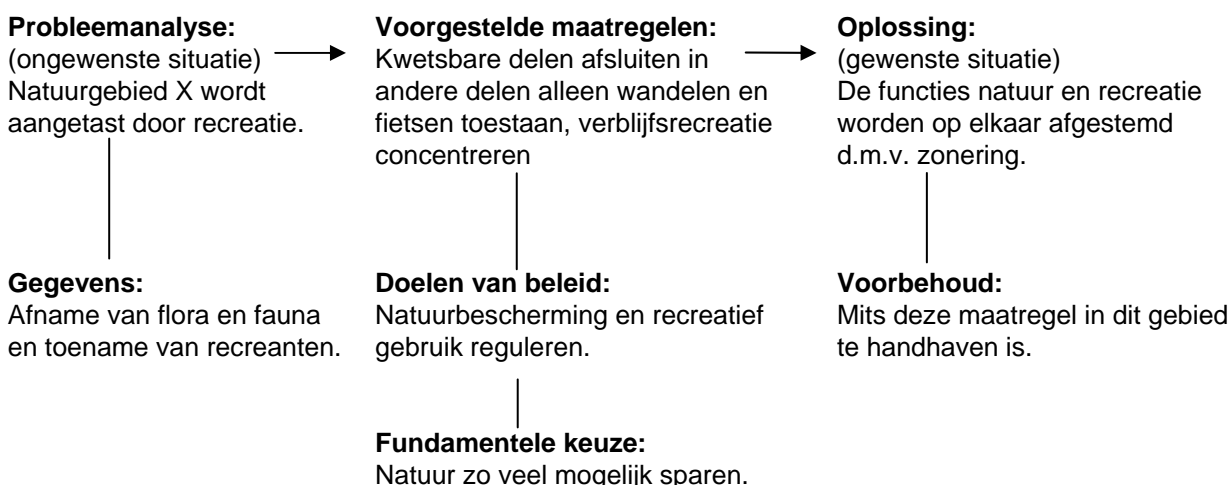 Probleemanalyse:
(ongewenste situatie)
Natuurgebied X wordt
aangetast door recreatie.
Voorgestelde maatregelen:
Kwetsbare delen afsluiten in
andere delen alleen wandelen en
fietsen toestaan, verblijfsrecreatie
concentreren
Oplossing:
(gewenste situatie)
De functies natuur en recreatie
worden op elkaar afgestemd
d.m.v. zonering.
Gegevens:
Afname van flora en fauna
en toename van recreanten.
Doelen van beleid:
Natuurbescherming en recreatief
gebruik reguleren.
Voorbehoud:
Mits deze maatregel in dit gebied
te handhaven is.
Fundamentele keuze:
Natuur zo veel mogelijk sparen.